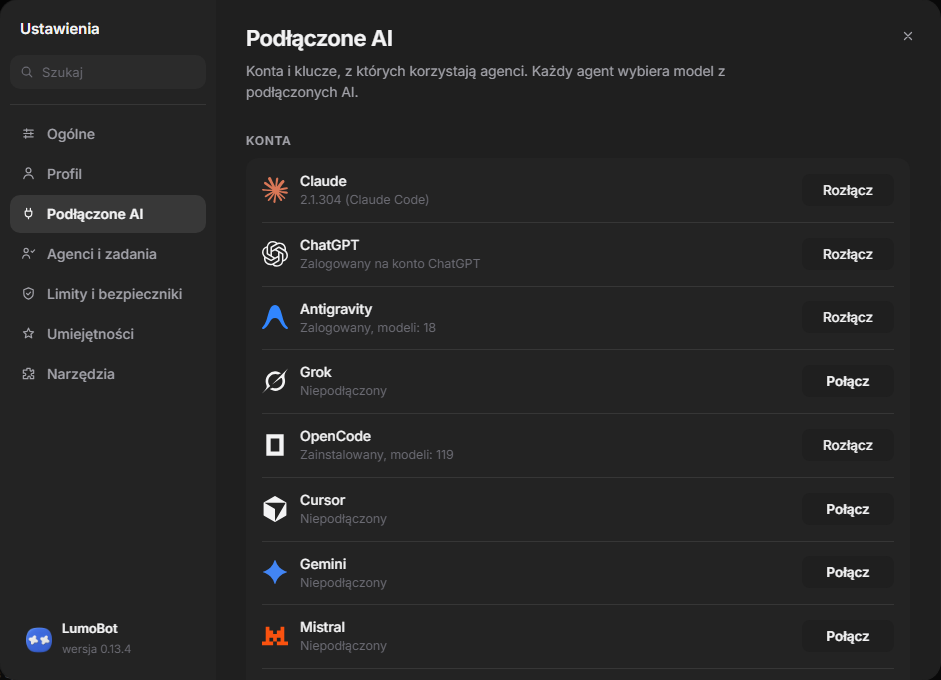 Ustawienia
Szukaj
Ogólne
Profil
Podłączone AI
Agenci i zadania
Limity i bezpieczniki
Umiejętności
Narzędzia
LumoBot
wersja 0.13.4
Podłączone AI
Konta i klucze, z których korzystają agenci. Każdy agent wybiera model z
podłączonych AI.
KONTA
Claude
2.1.304 (Claude Code)
Rozłącz
ChatGPT
Zalogowany na konto ChatGPT
Rozłącz
Antigravity
Zalogowany, modeli: 18
Rozłącz
Grok
Niepodłączony
Połącz
OpenCode
Zainstalowany, modeli: 119
Rozłącz
Cursor
Niepodłączony
Połącz
Gemini
Niepodłączony
Połącz
Mistral
Niepodłączony
Połącz